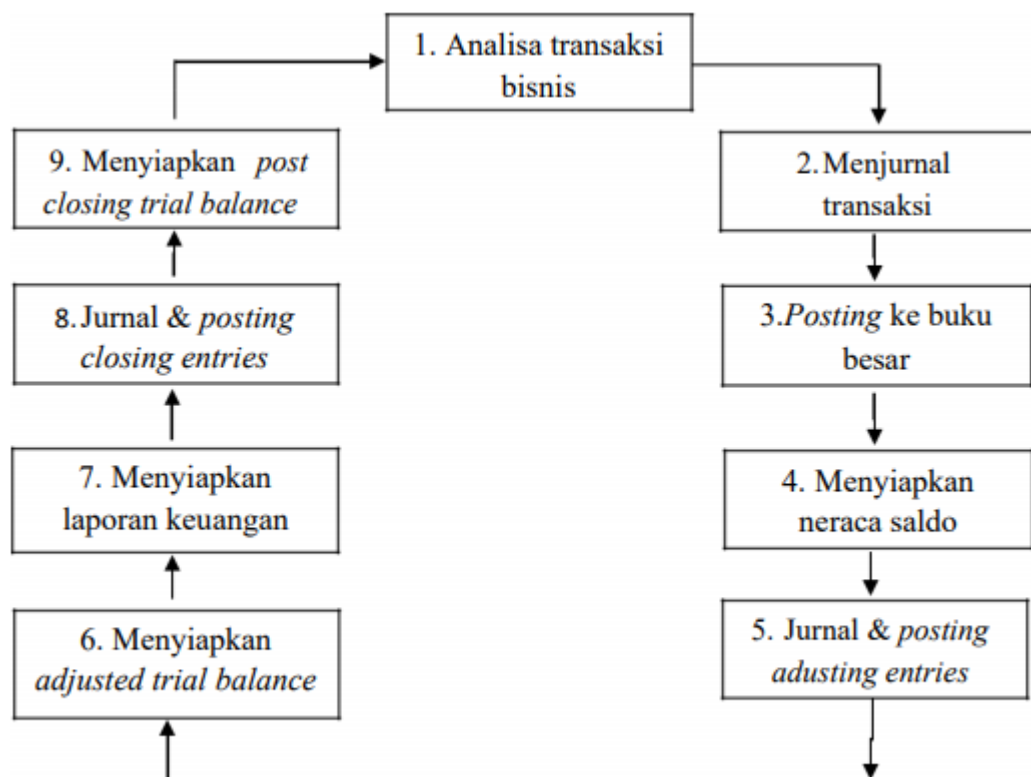 1. Analisa transaksi
bisnis
2. Menjurnal
transaksi
3.Posting ke buku
besar
4. Menyiapkan
neraca saldo
5. Jurnal & posting
adusting entries
6. Menyiapkan
adjusted trial balance
7. Menyiapkan
laporan keuangan
8. Jurnal & posting
closing entries
9. Menyiapkan post
closing trial balance